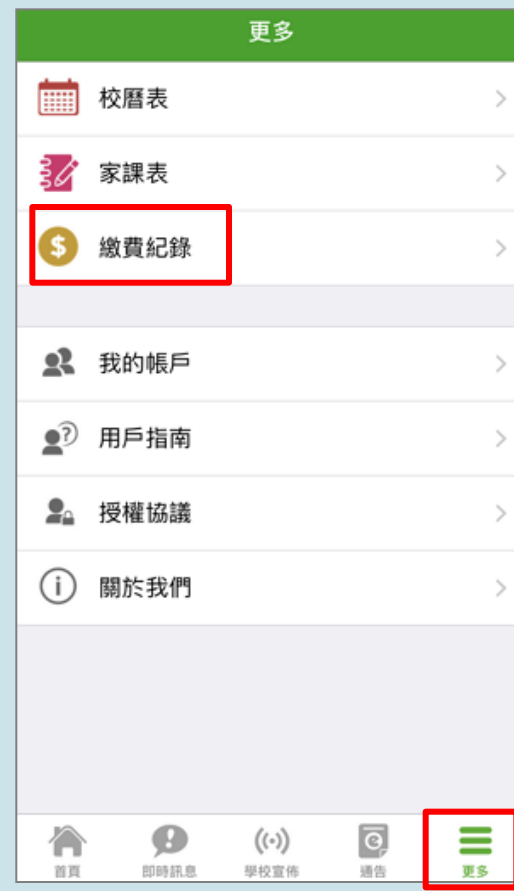 更多
校曆表
家課表
$ 繳費紀錄
我的帳戶
用戶指南
授權協議
關於我們
首頁 即時訊息 學校宣佈 通告 更多